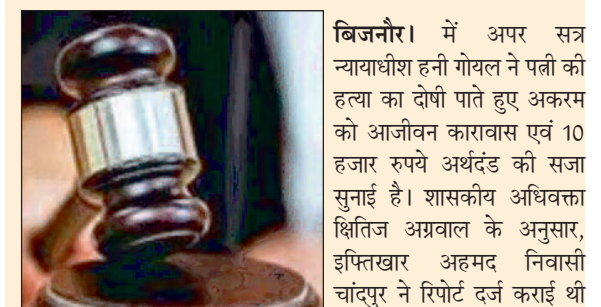 बिजनौर। में अपर सत्र
न्यायाधीश हनी गोयल ने पत्नी की
हत्या का दोषी पाते हुए अकरम
को आजीवन कारावास एवं 10
हजार रुपये अर्थदंड की सजा
सुनाई है। शासकीय अधिवक्ता
क्षितिज अग्रवाल के अनुसार,
इफ्तिखार अहमद निवासी
चांदपुर ने रिपोर्ट दर्ज कराई थी